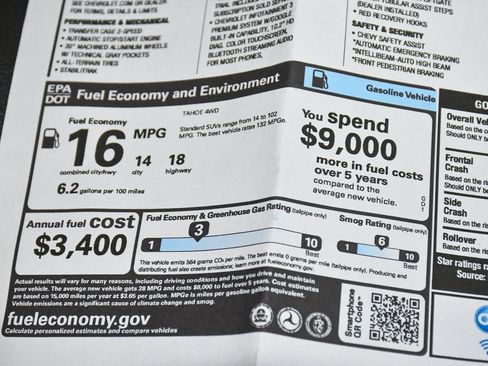 SEE CHEVROLET.COM OR DEALER
FOR TERMS, DETAILS & LIMITS
PERFORMANCE & MECHANICAL
• TRANSFER CASE 2-SPEED
• AUTOMATIC STOP/START ENGINE
• 20" MACHINED ALUMINUM WHEELS
W/ TECHNICAL GRAY POCKETS
• ALL-TERRAIN TIRES
• STABILITRAK
SUBSCRIPTION SOLD
• CHEVROLET INFOTAINMENT 3
PREMIUM SYSTEM W/GOOGLE
BUILT-IN CAPABILITY, 10.2" HD
DIAG. COLOR TOUCHSCREEN,
BLUETOOTH STREAMING AUDIO
FOR MOST PHONES,
• TUBULAR ASSIST STEPS
(DEALER INSTALLED)
• RED RECOVERY HOOKS
SAFETY & SECURITY
• CHEVY SAFETY ASSIST
*AUTOMATIC EMERGENCY BRAKING
*INTELLIBEAM-AUTO HIGH BEAM
*FRONT PEDESTRIAN BRAKING
EPA
DOT
Fuel Economy and Environment
Gasoline Vehicle
Fuel Economy
TAHOE 4WD
16 MPG
Standard SUVs range from 14 to 102
MPG. The best vehicle rates 132 MPGe.
14 18
combined city/hwy city highway
6.2 gallons per 100 miles
You spend
$9,000
more in fuel costs
over 5 years
compared to the
average new vehicle.
Annual fuel cost
$3,400
Fuel Economy & Greenhouse Gas Rating (tailpipe only)
3
1 10
Best
Smog Rating (tailpipe only)
6
1 10
Best
This vehicle emits 564 grams CO₂ per mile. The best emits 0 grams per mile (tailpipe only). Producing and
distributing fuel also create emissions; learn more at fueleconomy.gov.
Actual results will vary for many reasons, including driving conditions and how you drive and maintain
your vehicle. The average new vehicle gets 28 MPG and costs $8,000 to fuel over 5 years. Cost estimates
are based on 15,000 miles per year at $3.65 per gallon. MPGe is miles per gasoline gallon equivalent.
Vehicle emissions are a significant cause of climate change and smog.
fueleconomy.gov
Calculate personalized estimates and compare vehicles
Smartphone
QR Code™
GO
Overall Ve
Based on the c
Should ONLY b
Frontal
Crash
Based on the ris
Should ONLY be
Side
Crash
Based on the ris
Rollover
Based on the ris
Star ratings ra
Source: